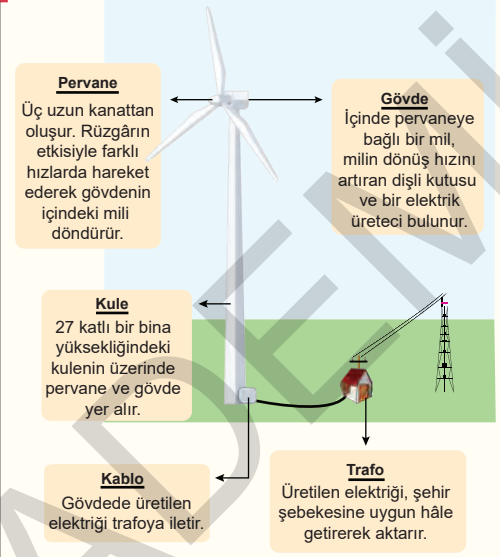 Pervane
Üç uzun kanattan
oluşur. Rüzgârın
etkisiyle farklı
hızlarda hareket
ederek gövdenin
içindeki mili
döndürür.
Gövde
İçinde pervaneye
bağlı bir mil,
milin dönüş hızını
artıran dişli kutusu
ve bir elektrik
üreteci bulunur.
Kule
27 katlı bir bina
yüksekliğindeki
kulenin üzerinde
pervane ve gövde
yer alır.
Kablo
Gövdede üretilen
elektriği trafoya iletir.
Trafo
Üretilen elektriği, şehir
şebekesine uygun hâle
getirerek aktarır.